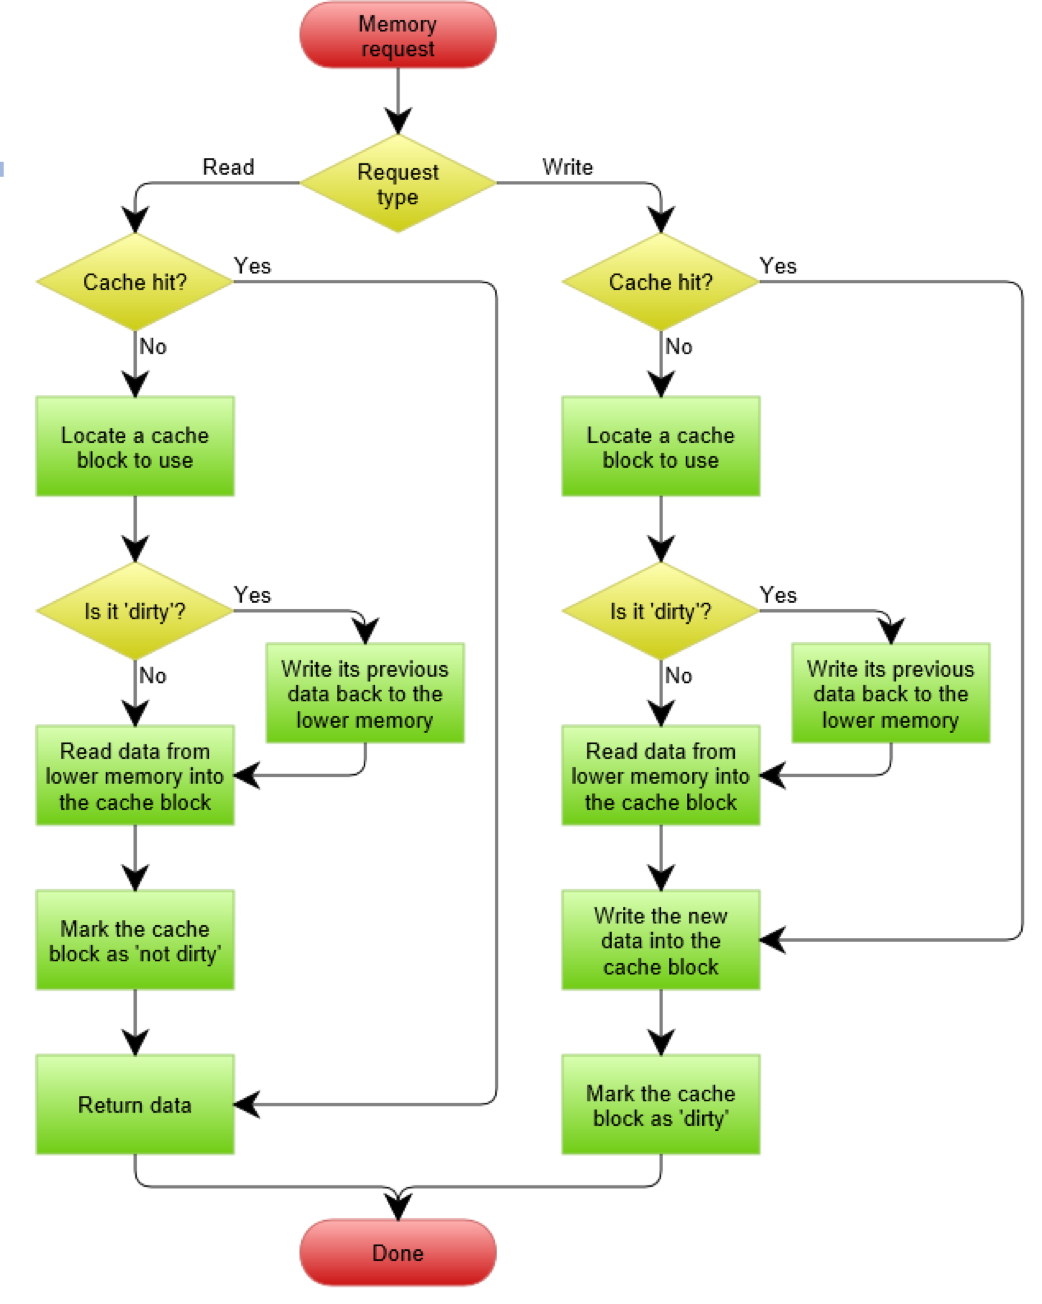 Memory
request
Request
type
Read
Write
Cache hit?
Yes
No
Locate a cache
block to use
Is it 'dirty'?
Yes
No
Write its previous
data back to the
lower memory
Read data from
lower memory into
the cache block
Mark the cache
block as 'not dirty'
Return data
Cache hit?
Yes
No
Locate a cache
block to use
Is it 'dirty'?
Yes
No
Write its previous
data back to the
lower memory
Read data from
lower memory into
the cache block
Write the new
data into the
cache block
Mark the cache
block as 'dirty'
Done